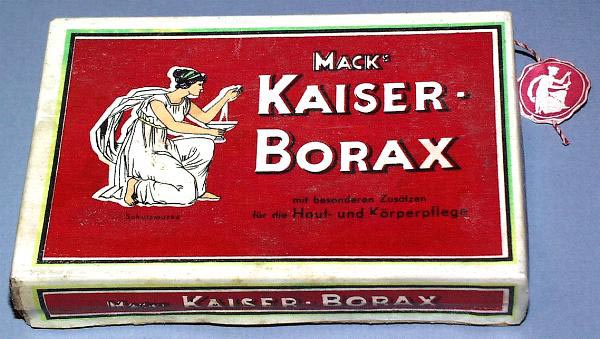 MACK'S
KAISER-
BORAX
mit besonderen Zusätzen
für die Haut- und Körperpflege
Schutzmarke
MACK'S KAISER-BORAX